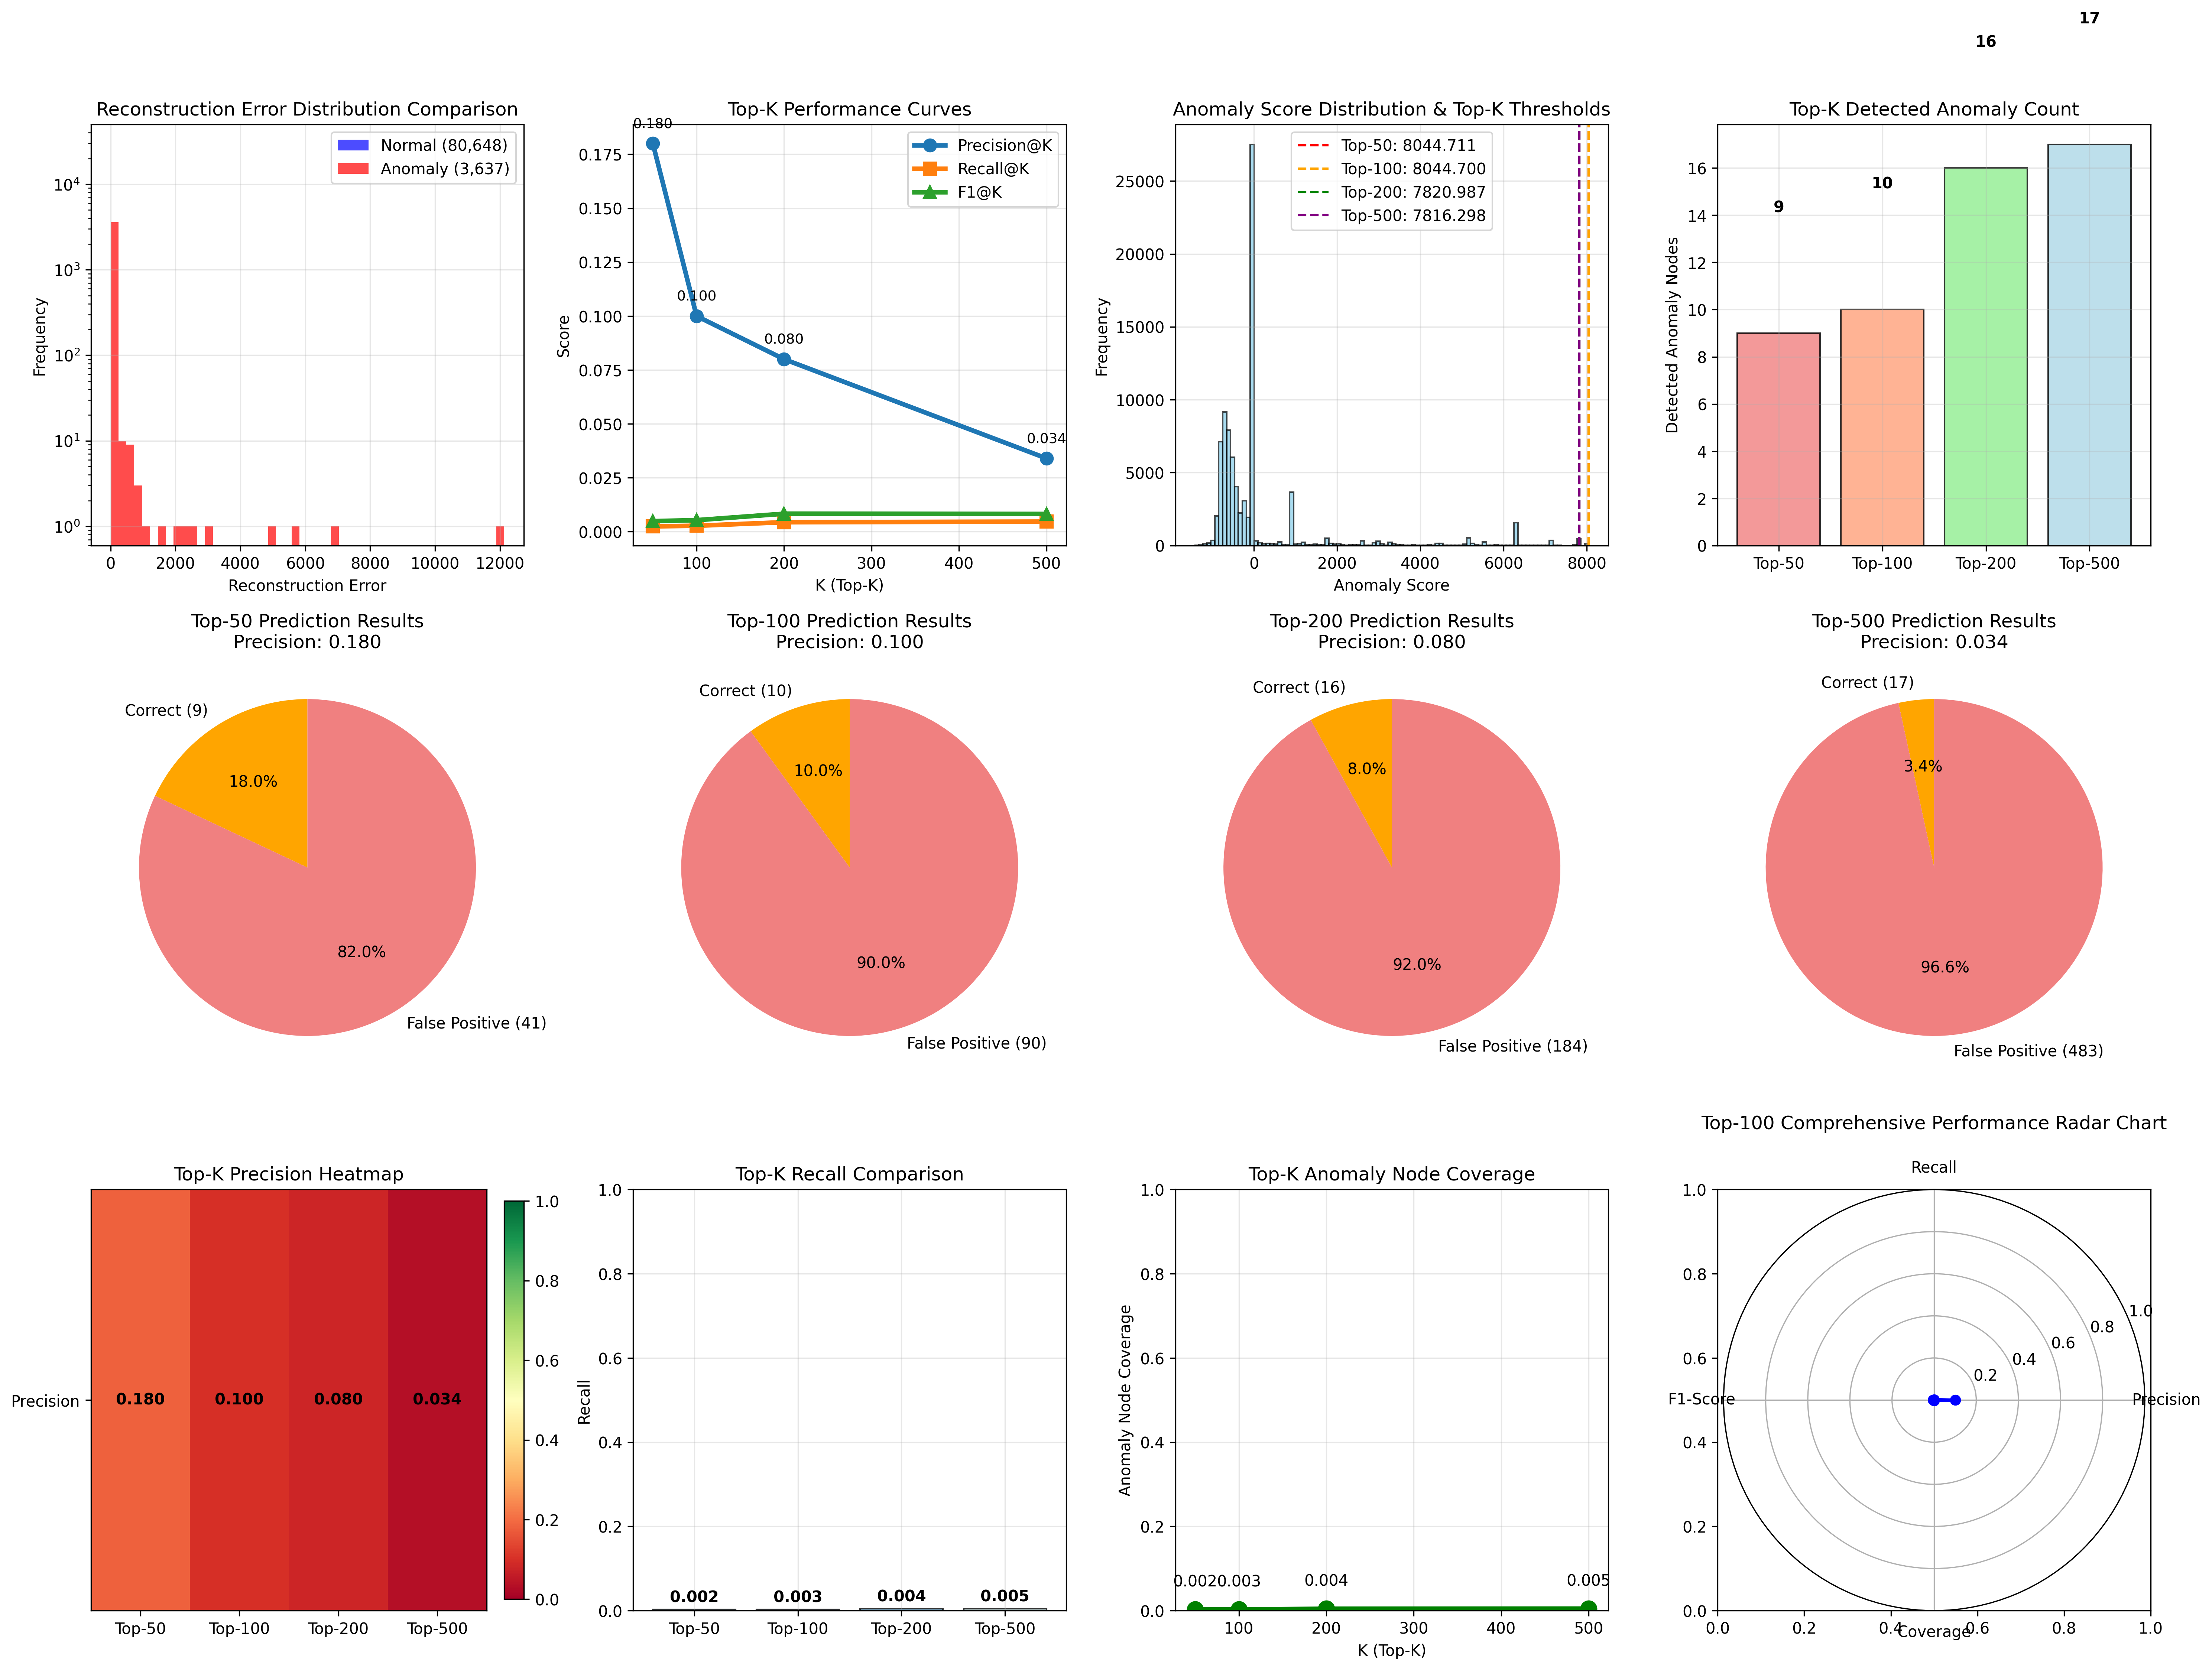 17
16
Reconstruction Error Distribution Comparison
Normal (80,648)
Anomaly (3,637)
10^4
10^3
10^2
10^1
10^0
Frequency
0 2000 4000 6000 8000 10000 12000
Reconstruction Error
Top-K Performance Curves
0.180
0.100
0.080
0.034
Precision@K
Recall@K
F1@K
0.175
0.150
0.125
0.100
0.075
0.050
0.025
0.000
Score
100 200 300 400 500
K (Top-K)
Anomaly Score Distribution & Top-K Thresholds
Top-50: 8044.711
Top-100: 8044.700
Top-200: 7820.987
Top-500: 7816.298
25000
20000
15000
10000
5000
0
Frequency
0 2000 4000 6000 8000
Anomaly Score
Top-K Detected Anomaly Count
9
10
16
14
12
10
8
6
4
2
0
Detected Anomaly Nodes
Top-50 Top-100 Top-200 Top-500
Top-50 Prediction Results
Precision: 0.180
Correct (9)
18.0%
82.0%
False Positive (41)
Top-100 Prediction Results
Precision: 0.100
Correct (10)
10.0%
90.0%
False Positive (90)
Top-200 Prediction Results
Precision: 0.080
Correct (16)
8.0%
92.0%
False Positive (184)
Top-500 Prediction Results
Precision: 0.034
Correct (17)
3.4%
96.6%
False Positive (483)
Top-K Precision Heatmap
Precision
0.180 0.100 0.080 0.034
Top-50 Top-100 Top-200 Top-500
1.0
0.8
0.6
0.4
0.2
0.0
Top-K Recall Comparison
1.0
0.8
0.6
0.4
0.2
0.0
Recall
0.002 0.003 0.004 0.005
Top-50 Top-100 Top-200 Top-500
Top-K Anomaly Node Coverage
1.0
0.8
0.6
0.4
0.2
0.0
Anomaly Node Coverage
0.002 0.003 0.004 0.005
100 200 300 400 500
K (Top-K)
Top-100 Comprehensive Performance Radar Chart
Recall
1.0
0.8
0.6
0.4
0.2
0.0
1.0
0.8
0.6
0.4
0.2
F1-Score
Precision
0.0 0.2 0.4 0.6 0.8 1.0
Coverage